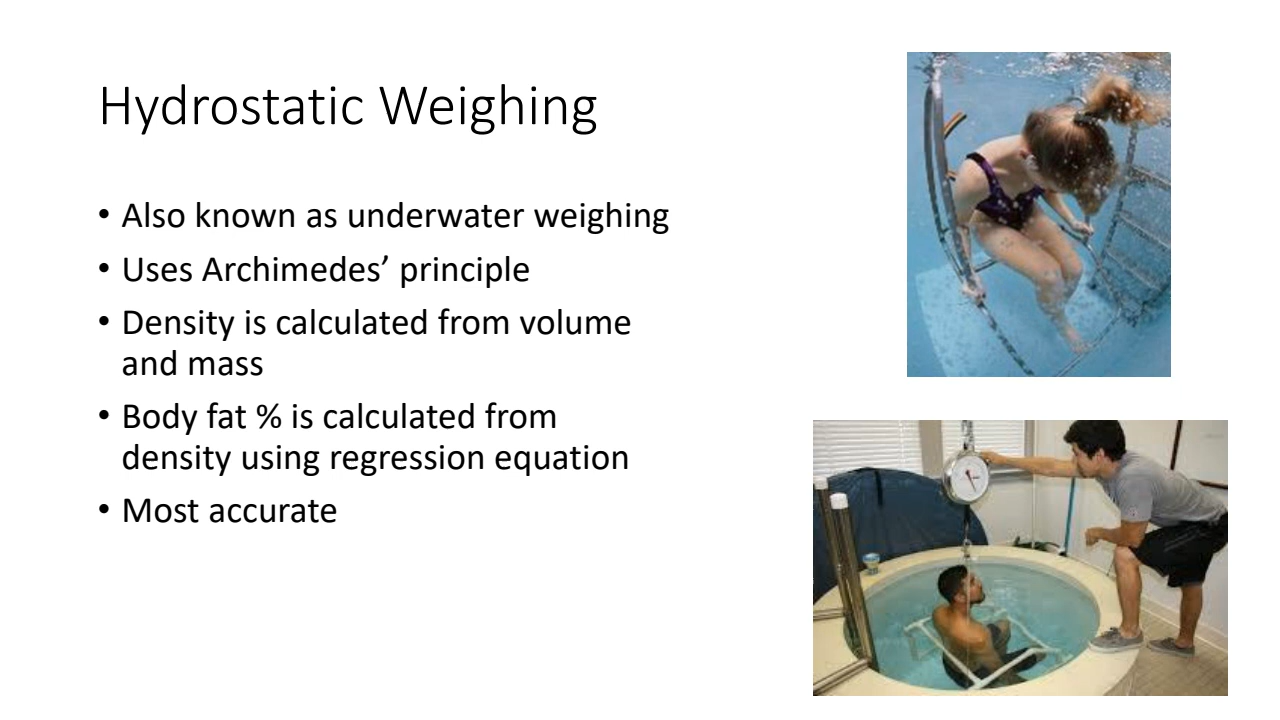 Hydrostatic Weighing
• Also known as underwater weighing
• Uses Archimedes’ principle
• Density is calculated from volume
and mass
• Body fat % is calculated from
density using regression equation
• Most accurate